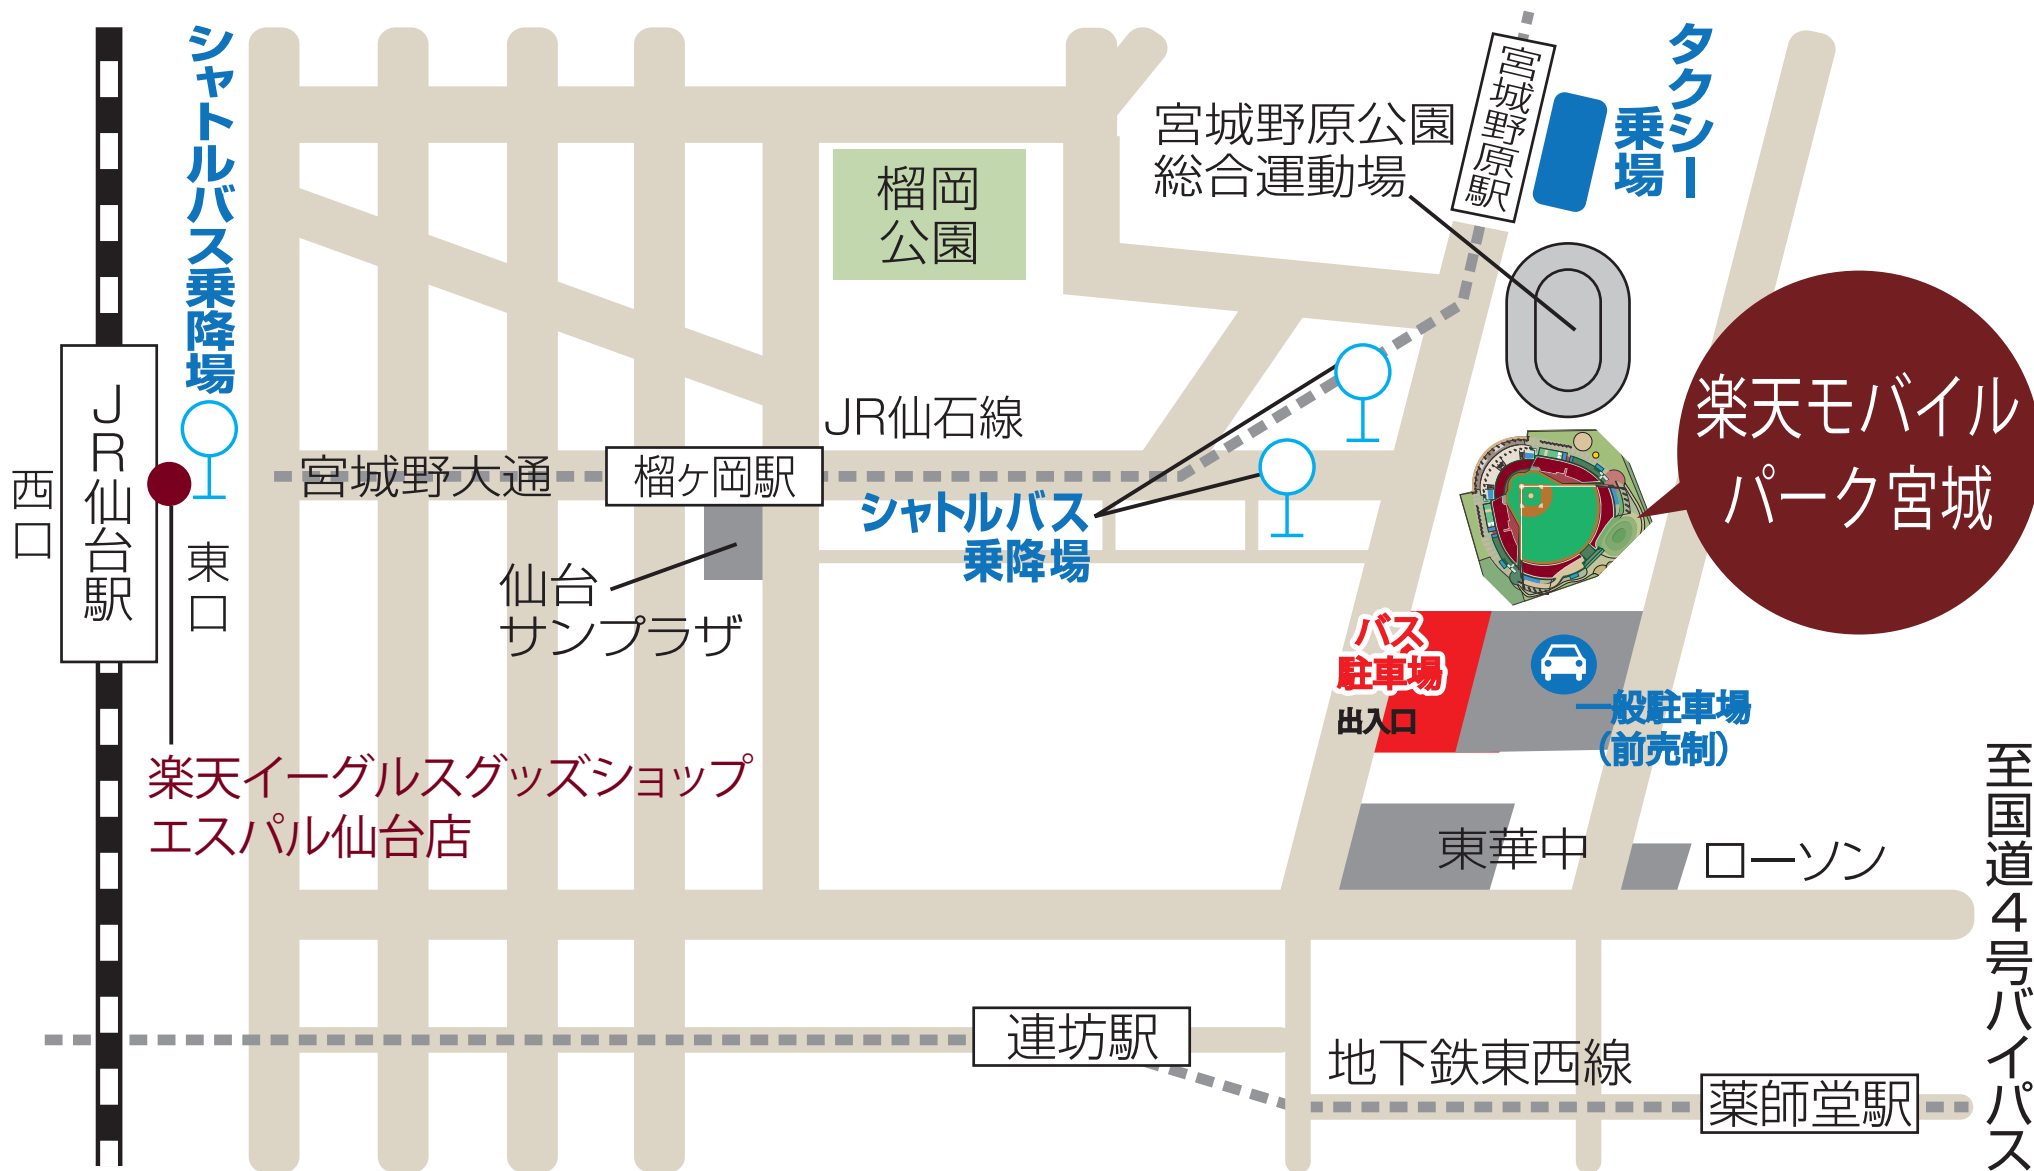 シャトルバス乗降場
JR仙台駅
西口
東口
楽天イーグルスグッズショップ
エスパル仙台店
宮城野大通
榴ヶ岡駅
JR仙石線
仙台
サンプラザ
榴岡
公園
シャトルバス
乗降場
宮城野原公園
総合運動場
宮城野原駅
タクシー
乗場
楽天モバイル
パーク宮城
バス
駐車場
出入口
一般駐車場
(前売制)
東華中
ローソン
至国道4号バイパス
連坊駅
地下鉄東西線
薬師堂駅